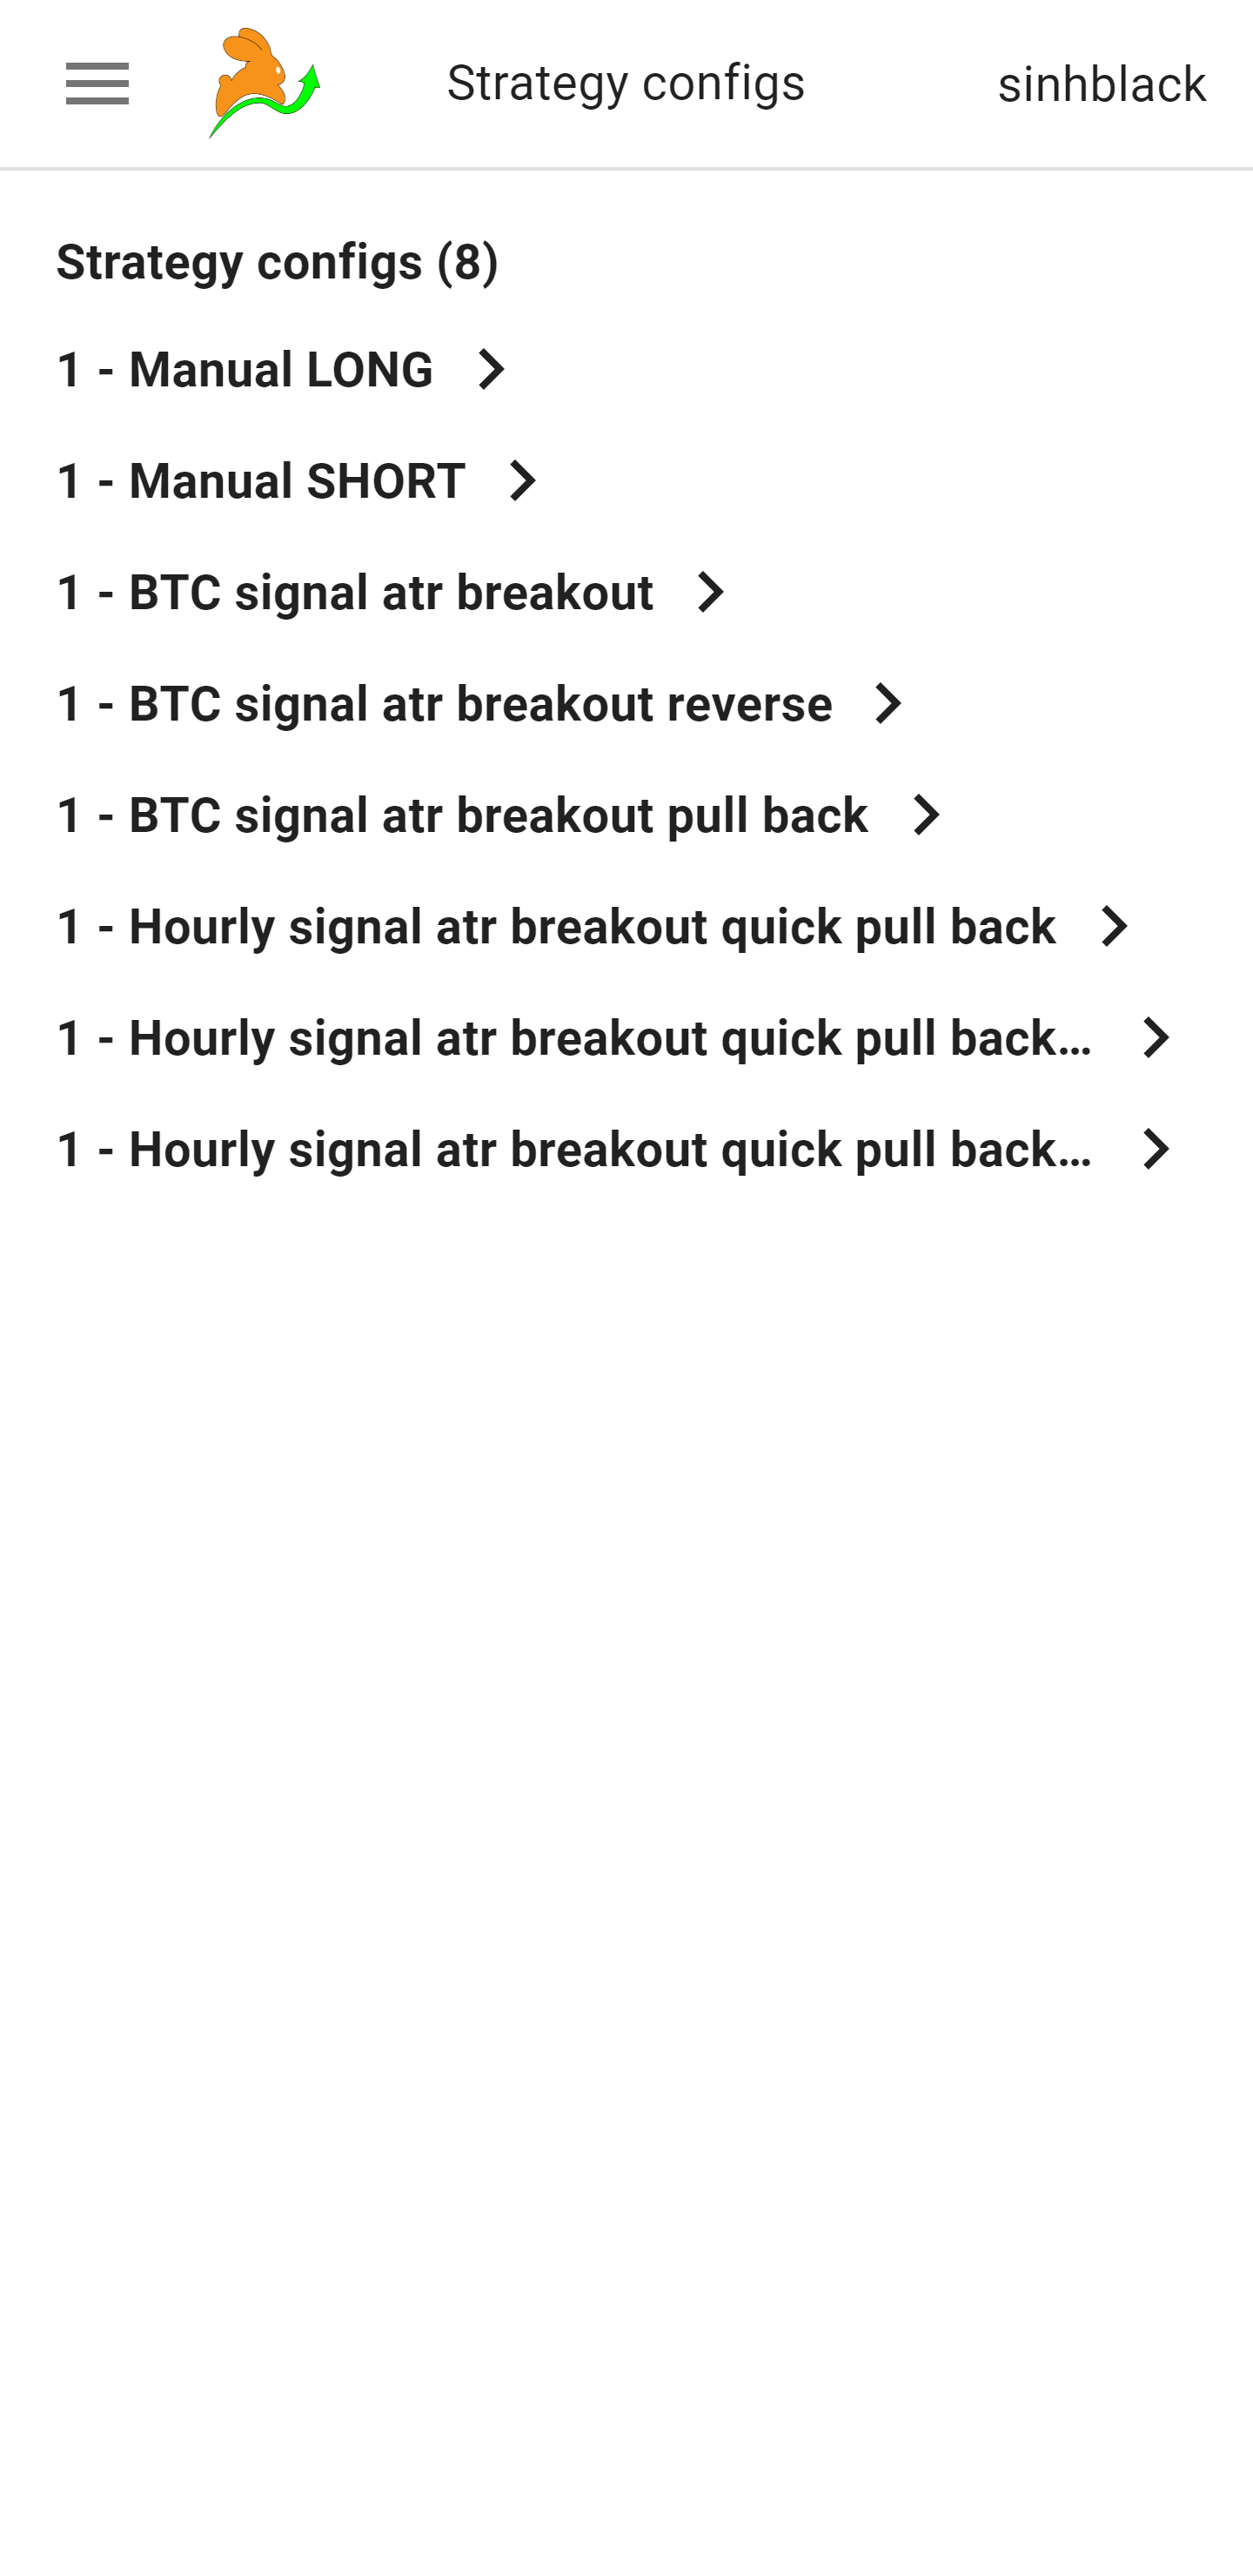 Strategy configs
sinhblack
Strategy configs (8)
1 - Manual LONG
1 - Manual SHORT
1 - BTC signal atr breakout
1 - BTC signal atr breakout reverse
1 - BTC signal atr breakout pull back
1 - Hourly signal atr breakout quick pull back
1 - Hourly signal atr breakout quick pull back...
1 - Hourly signal atr breakout quick pull back...